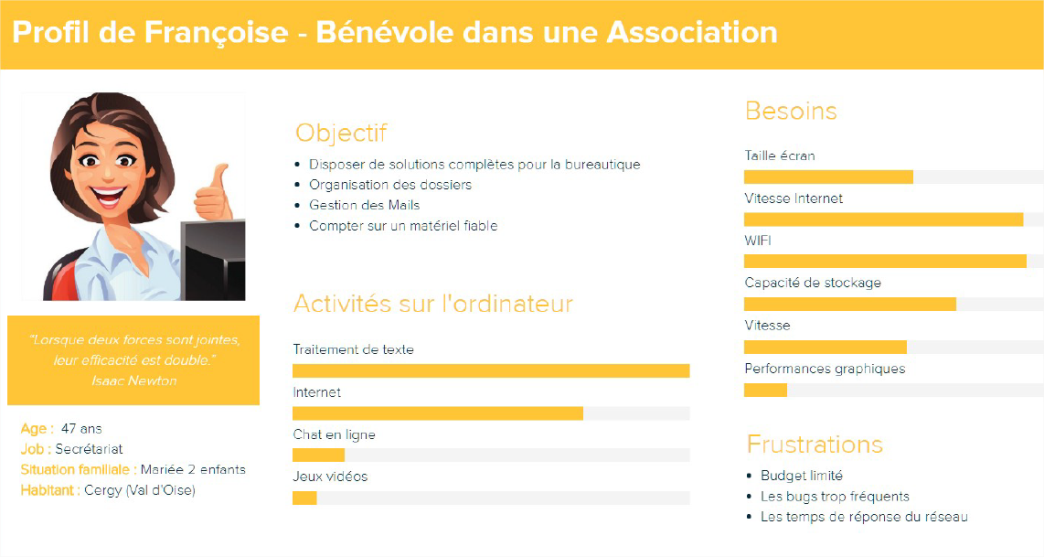 Profil de Françoise - Bénévole dans une Association
Objectif
• Disposer de solutions complètes pour la bureautique
• Organisation des dossiers
• Gestion des Mails
• Compter sur un matériel fiable
Activités sur l'ordinateur
Traitement de texte
Internet
Chat en ligne
Jeux vidéos
"Lorsque deux forces sont jointes,
leur efficacité est double."
Isaac Newton
Age : 47 ans
Job : Secrétariat
Situation familiale : Mariée 2 enfants
Habitant : Cergy (Val d'Oise)
Besoins
Taille écran
Vitesse Internet
WIFI
Capacité de stockage
Vitesse
Performances graphiques
Frustrations
• Budget limité
• Les bugs trop fréquents
• Les temps de réponse du réseau